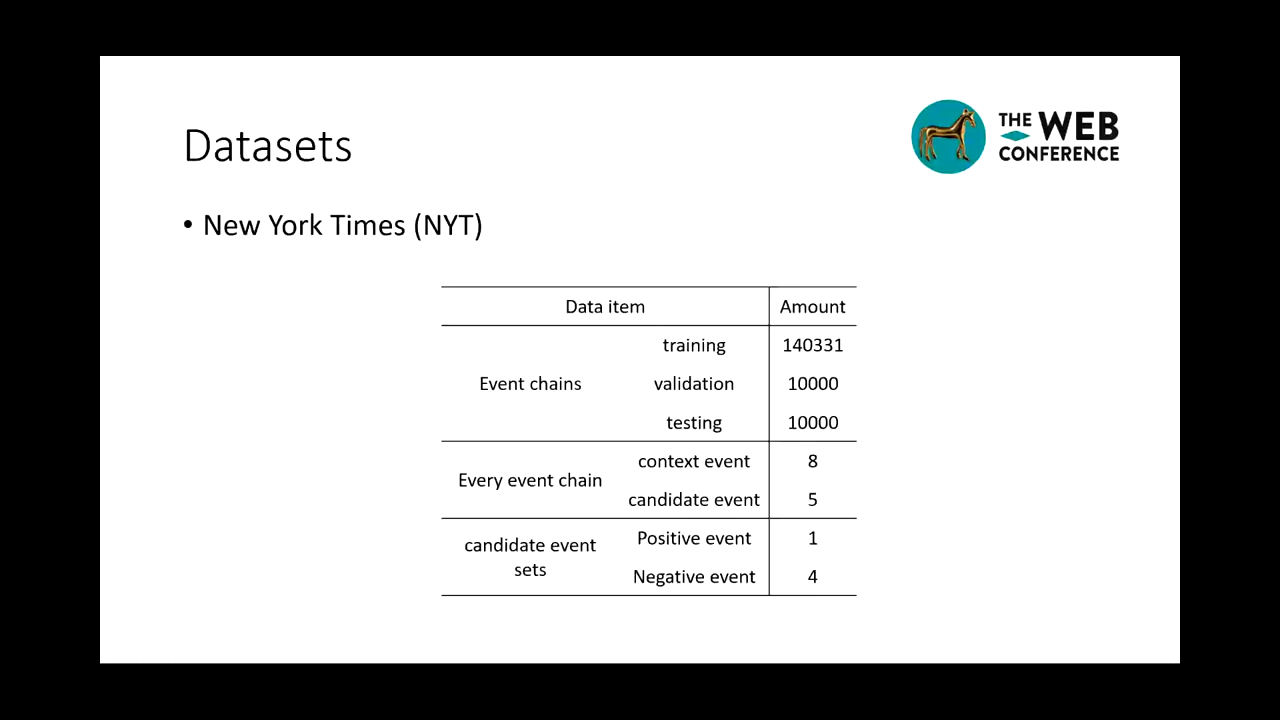 Datasets
THE WEB
CONFERENCE
• New York Times (NYT)
Data item Amount
training 140331
Event chains validation 10000
testing 10000
context event 8
Every event chain
candidate event 5
candidate event
sets
Positive event 1
Negative event 4